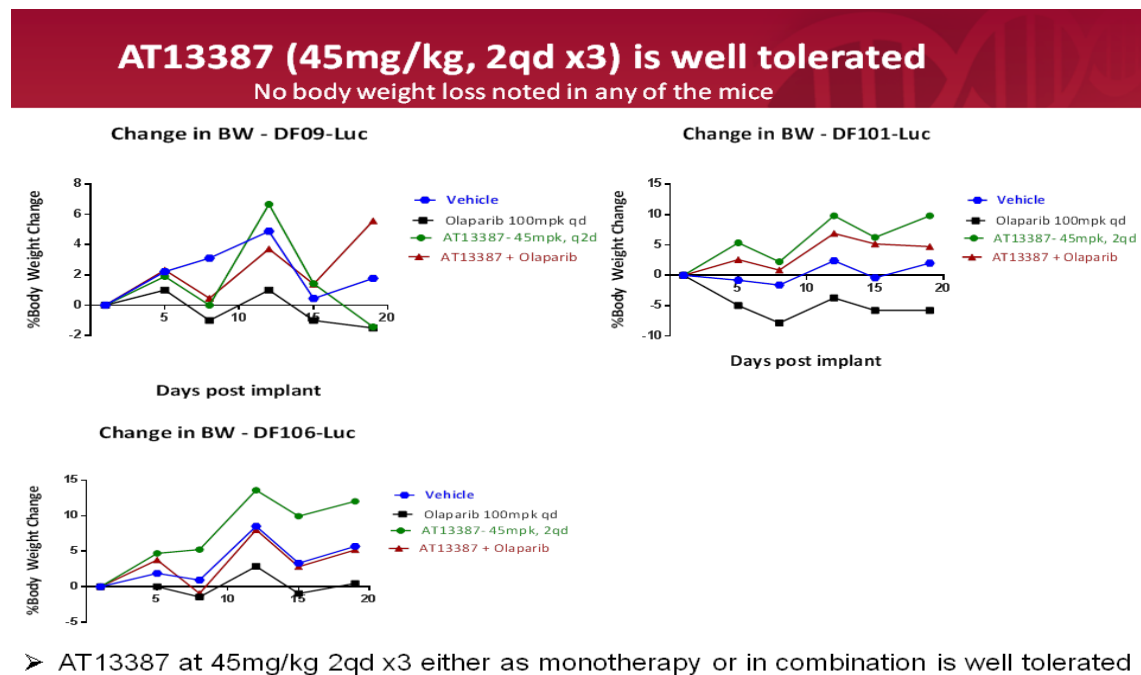 AT13387 (45mg/kg, 2qd x3) is well tolerated
No body weight loss noted in any of the mice
Change in BW - DF09-Luc
%Body Weight Change
8
6
4
2
0
-2
5
10
15
20
Days post implant
Vehicle
Olaparib 100mpk qd
AT13387- 45mpk, q2d
AT13387 + Olaparib
Change in BW - DF101-Luc
%Body Weight Change
15
10
5
0
-5
-10
5
10
15
20
Days post implant
Vehicle
Olaparib 100mpk qd
AT13387- 45mpk, 2qd
AT13387 + Olaparib
Change in BW - DF106-Luc
%Body Weight Change
15
10
5
0
-5
5
10
15
20
Vehicle
Olaparib 100mpk qd
AT13387- 45mpk, 2qd
AT13387 + Olaparib
➢ AT13387 at 45mg/kg 2qd x3 either as monotherapy or in combination is well tolerated